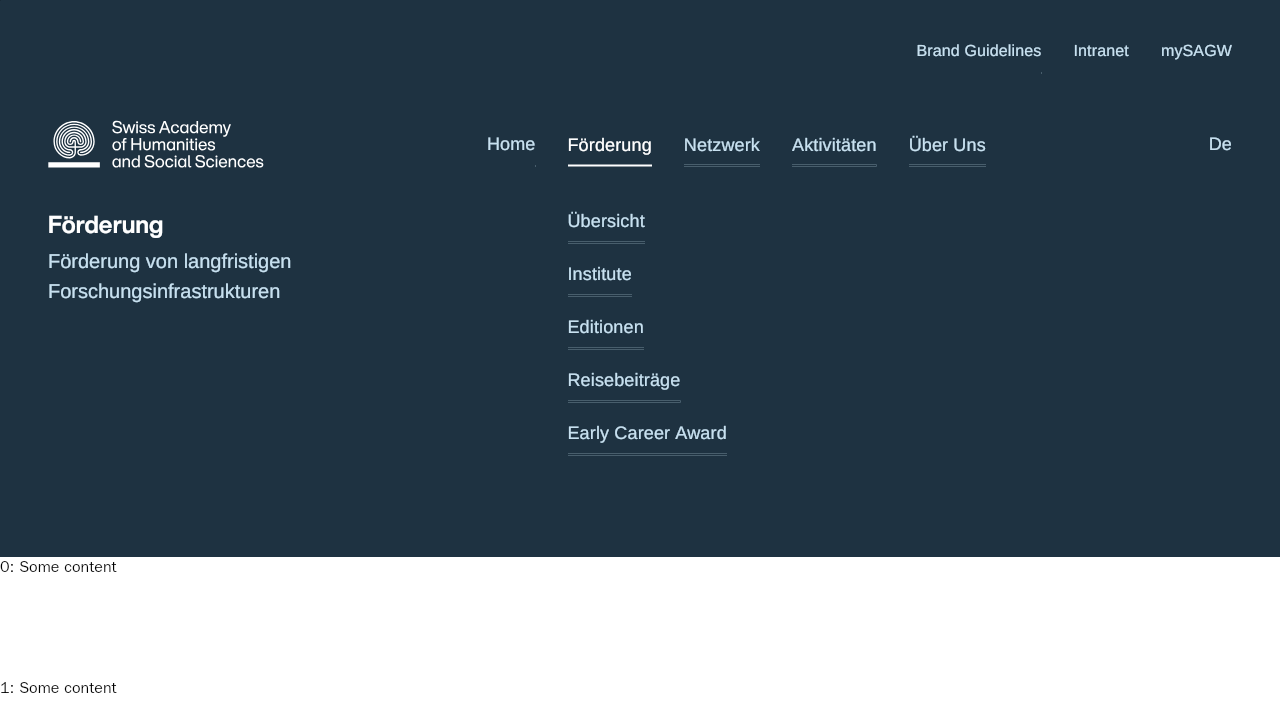 Brand Guidelines Intranet mySAGW
Swiss Academy
of Humanities
and Social Sciences
Home Förderung Netzwerk Aktivitäten Über Uns De
Förderung
Förderung von langfristigen
Forschungsinfrastrukturen
Übersicht
Institute
Editionen
Reisebeiträge
Early Career Award
0: Some content
1: Some content